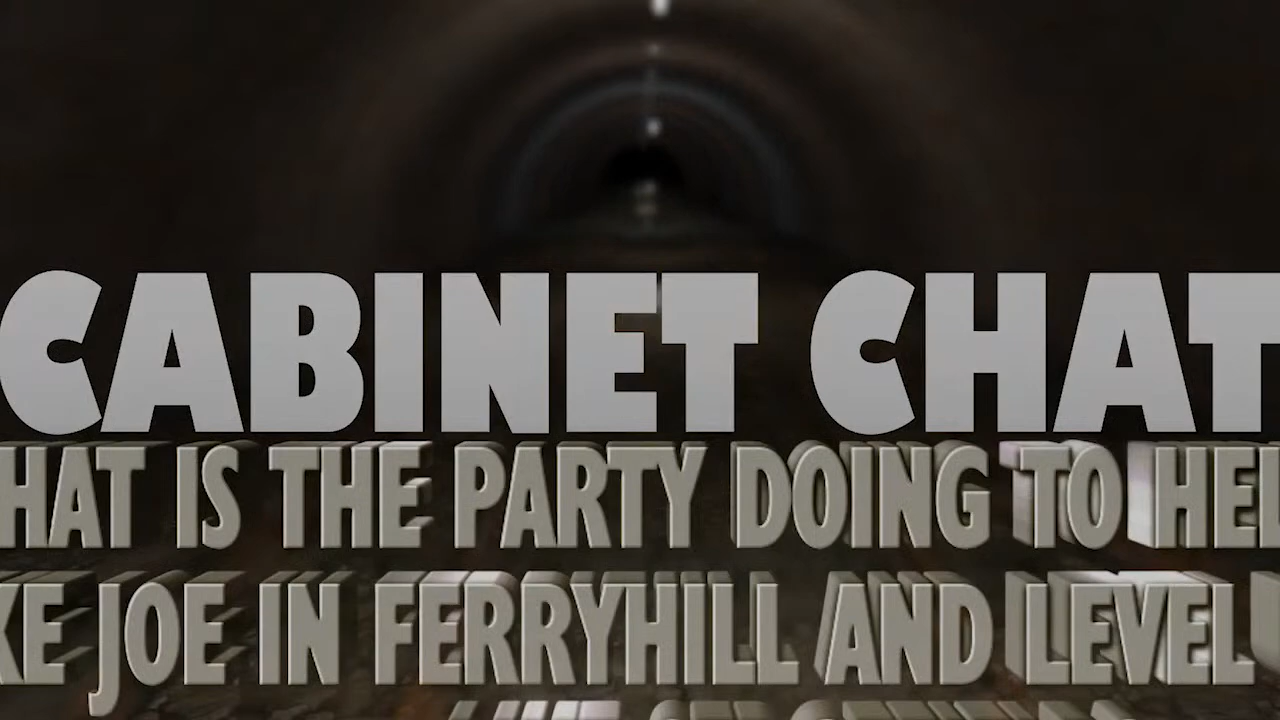 CABINET CHAT
HAT IS THE PARTY DOING TO HEL
KE JOE IN FERRYHILL AND LEVEL